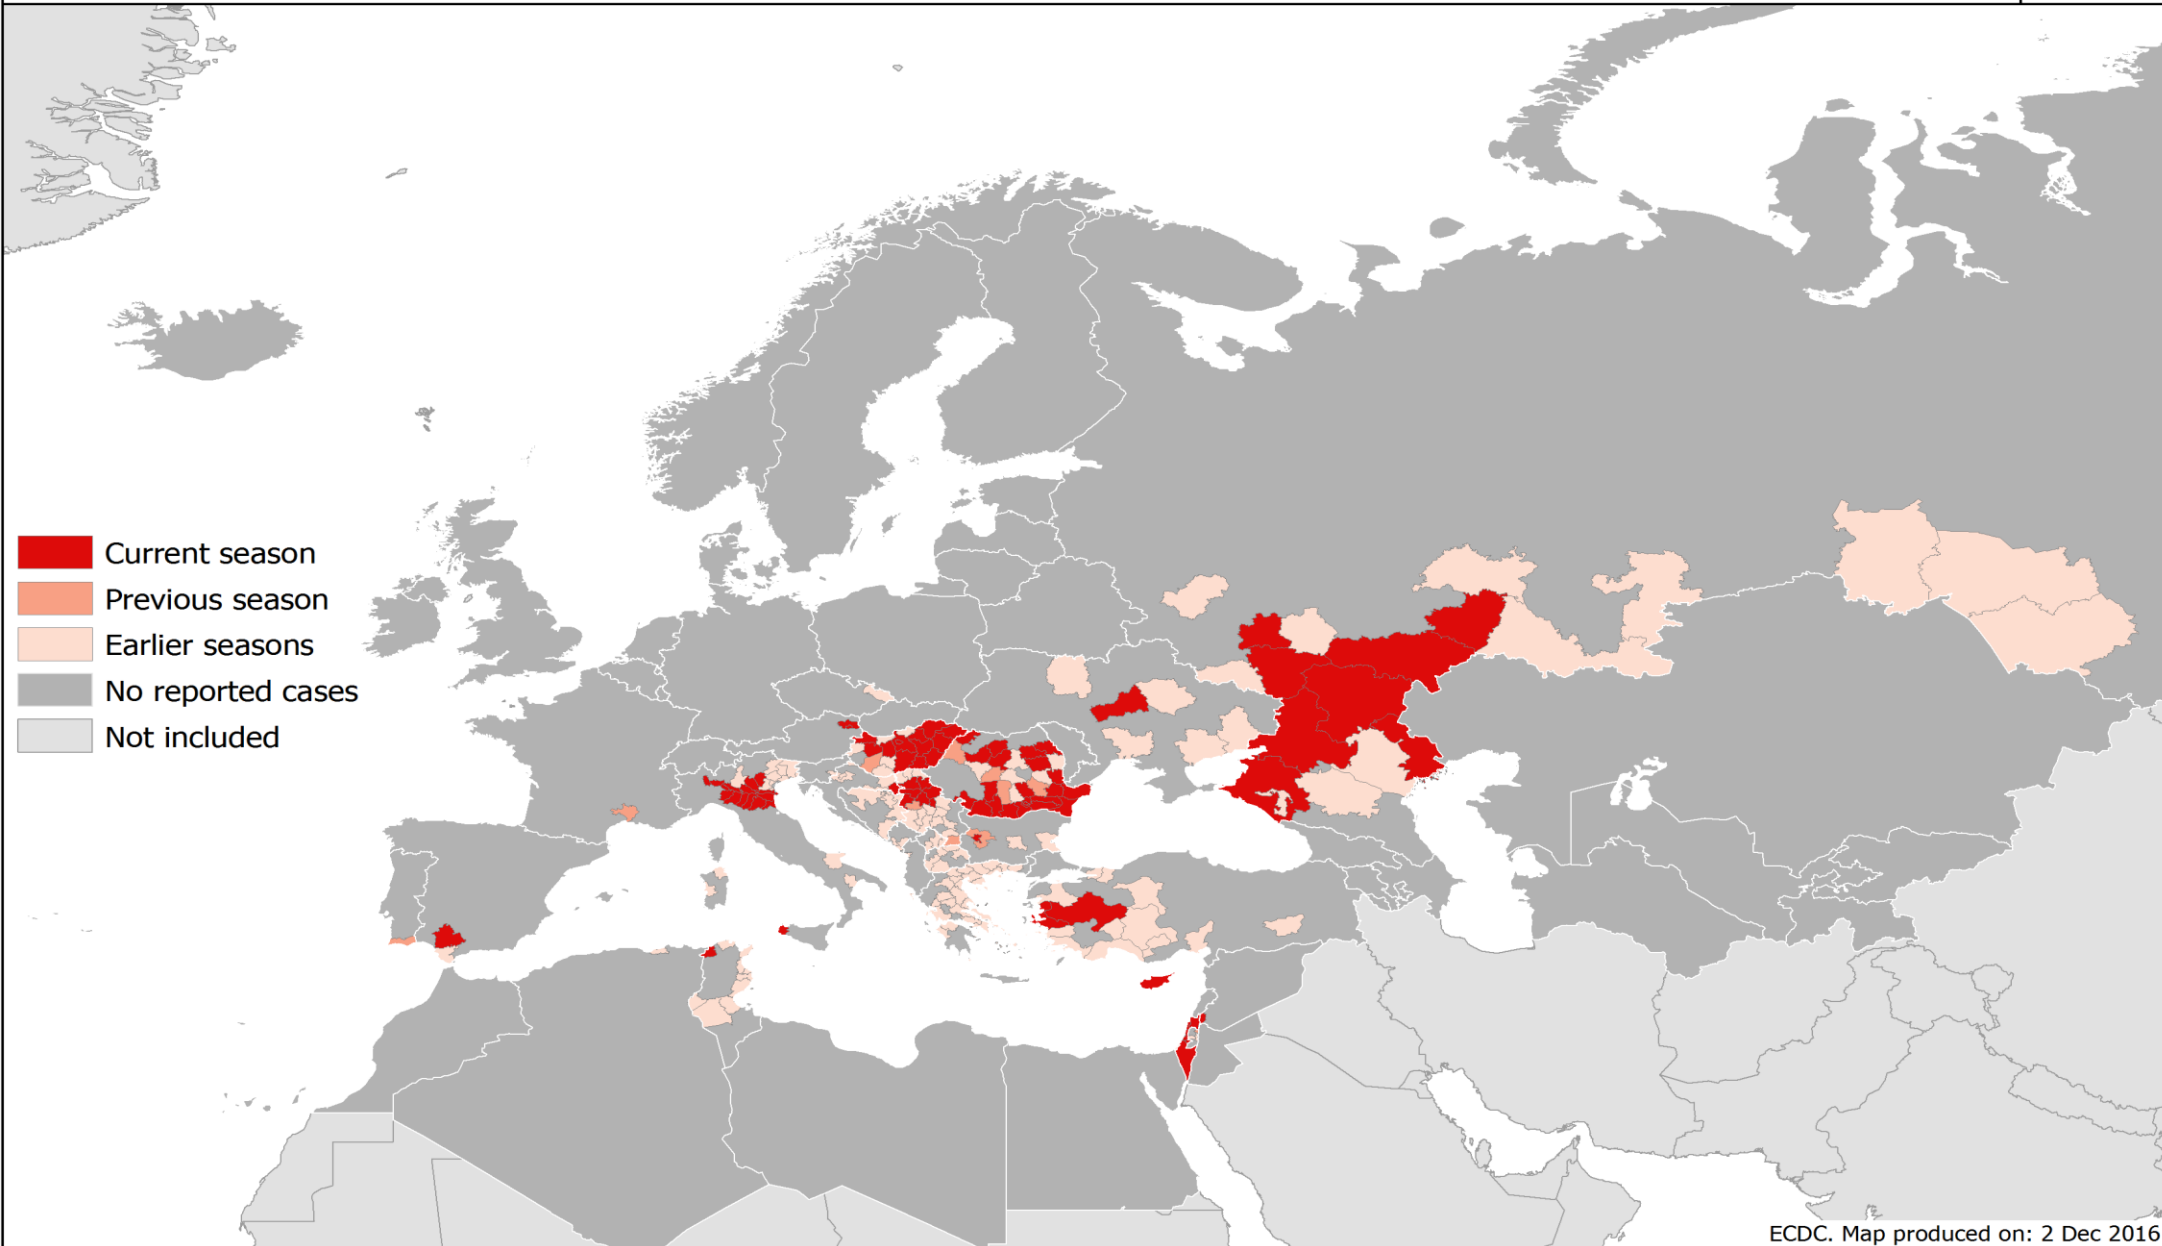 Current season
Previous season
Earlier seasons
No reported cases
Not included
ECDC. Map produced on: 2 Dec 2016